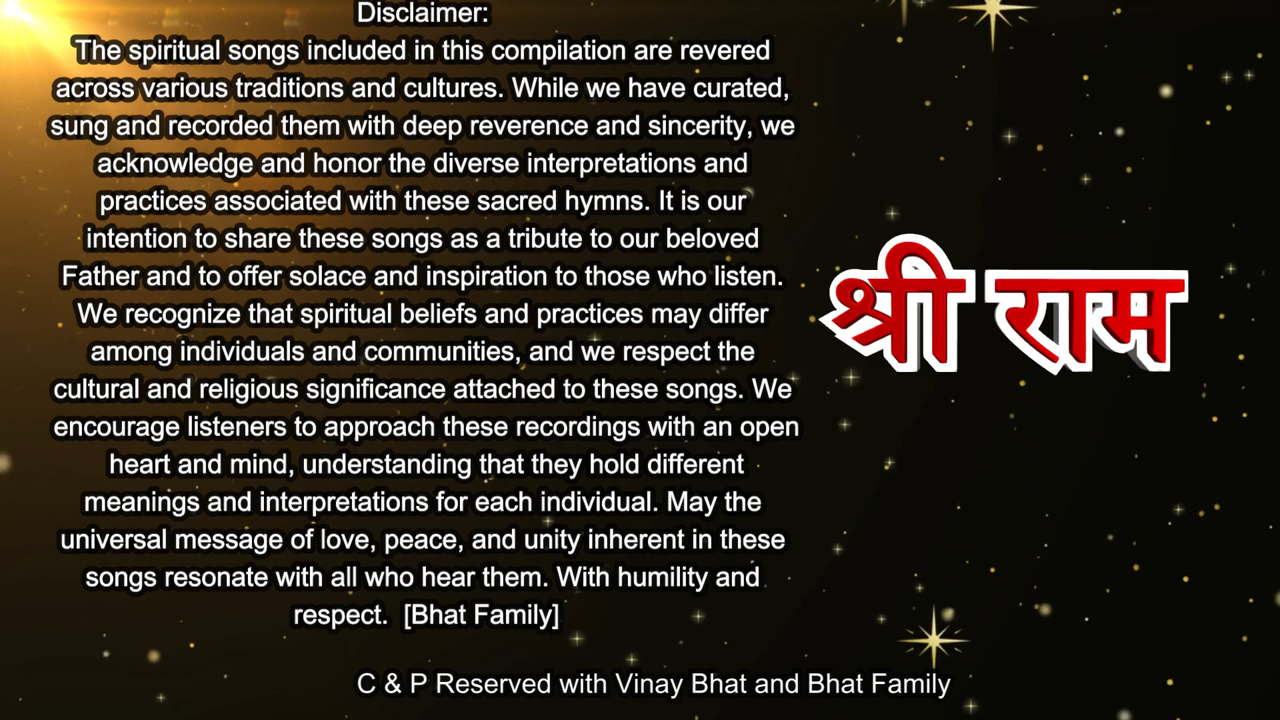 Disclaimer:
The spiritual songs included in this compilation are revered
across various traditions and cultures. While we have curated,
sung and recorded them with deep reverence and sincerity, we
acknowledge and honor the diverse interpretations and
practices associated with these sacred hymns. It is our
intention to share these songs as a tribute to our beloved
Father and to offer solace and inspiration to those who listen.
We recognize that spiritual beliefs and practices may differ
among individuals and communities, and we respect the
cultural and religious significance attached to these songs. We
encourage listeners to approach these recordings with an open
heart and mind, understanding that they hold different
meanings and interpretations for each individual. May the
universal message of love, peace, and unity inherent in these
songs resonate with all who hear them. With humility and
respect.  [Bhat Family]
श्री राम
C & P Reserved with Vinay Bhat and Bhat Family